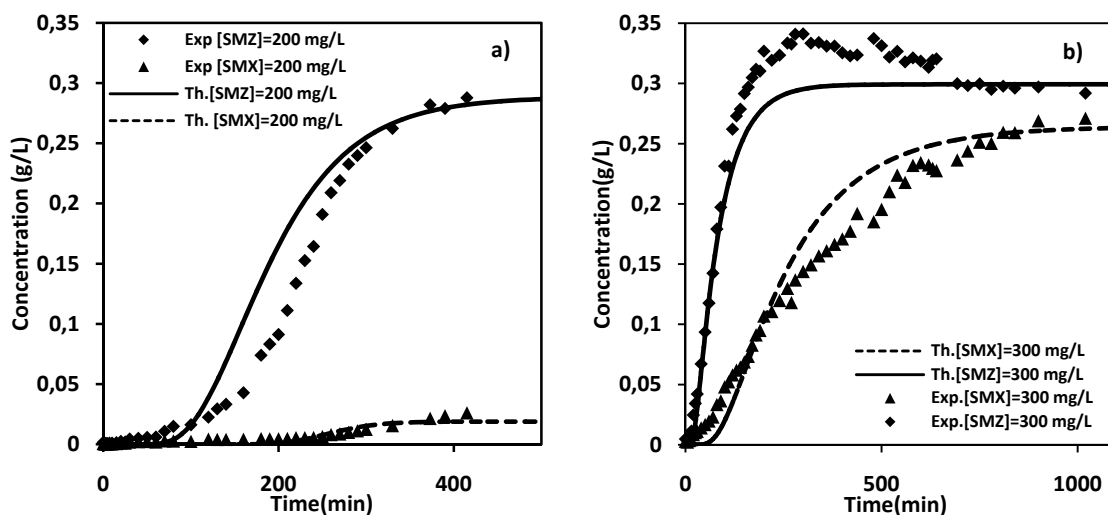 0,35
0,3
0,25
0,2
0,15
0,1
0,05
0
Concentration (g/L)
Exp [SMZ]=200 mg/L
Exp [SMX]=200 mg/L
Th.[SMZ]=200 mg/L
Th. [SMX]=200 mg/L
a)
0 200 400
Time(min)
0,35
0,3
0,25
0,2
0,15
0,1
0,05
0
Concentration(g/L)
b)
Th.[SMX]=300 mg/L
Th.[SMZ]=300 mg/L
Exp.[SMX]=300 mg/L
Exp.[SMZ]=300 mg/L
0 500 1000
Time(min)